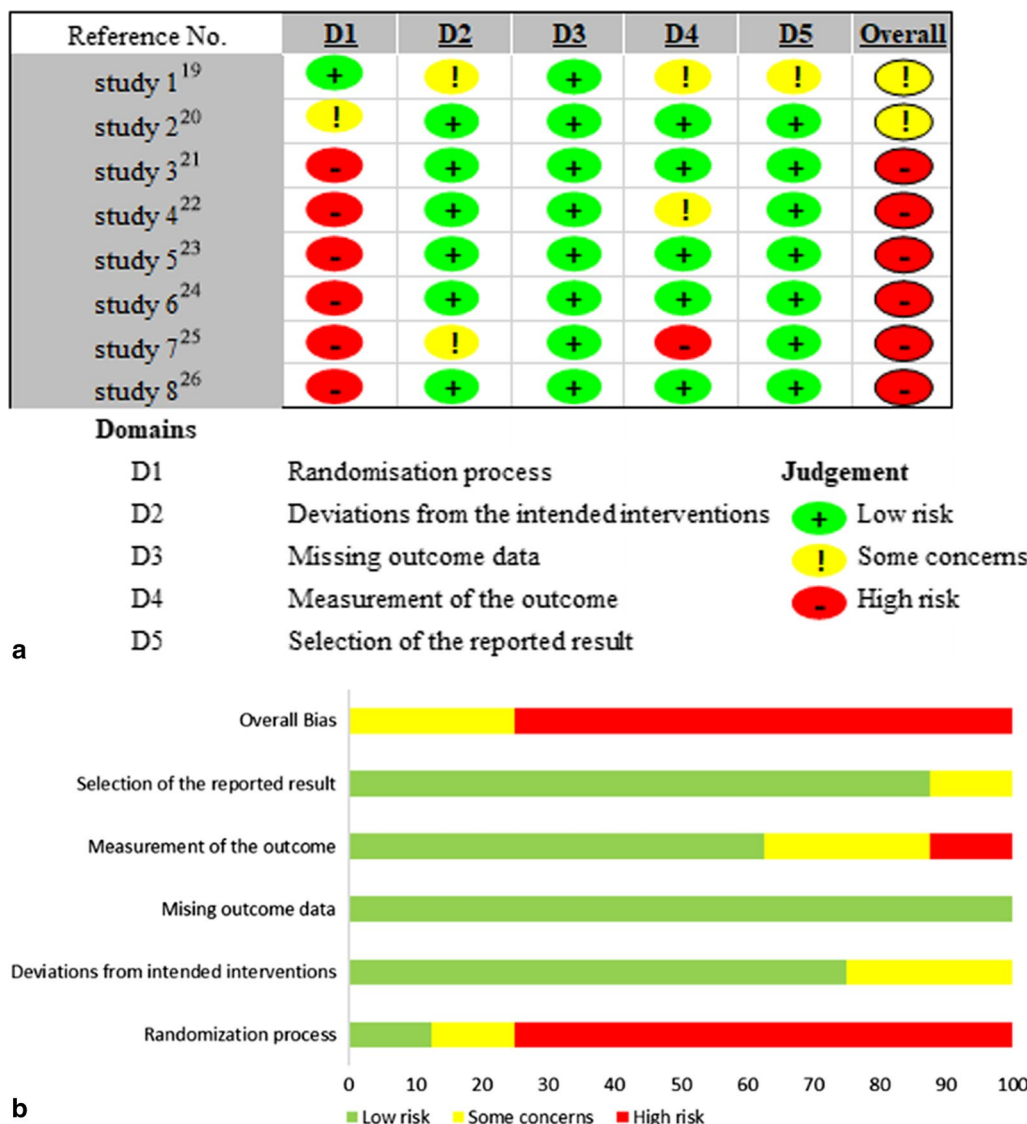 Reference No. D1 D2 D3 D4 D5 Overall
study 1¹⁹ + ! + ! ! !
study 2²⁰ ! + + + + !
study 3²¹ - + + + + -
study 4²² - + + ! + -
study 5²³ - + + + + -
study 6²⁴ - + + + + -
study 7²⁵ - ! + - + -
study 8²⁶ - + + + + -
Domains
D1 Randomisation process Judgement
D2 Deviations from the intended interventions + Low risk
D3 Missing outcome data ! Some concerns
D4 Measurement of the outcome - High risk
D5 Selection of the reported result
a
Overall Bias
Selection of the reported result
Measurement of the outcome
Mising outcome data
Deviations from intended interventions
Randomization process
0 10 20 30 40 50 60 70 80 90 100
b
Low risk Some concerns High risk